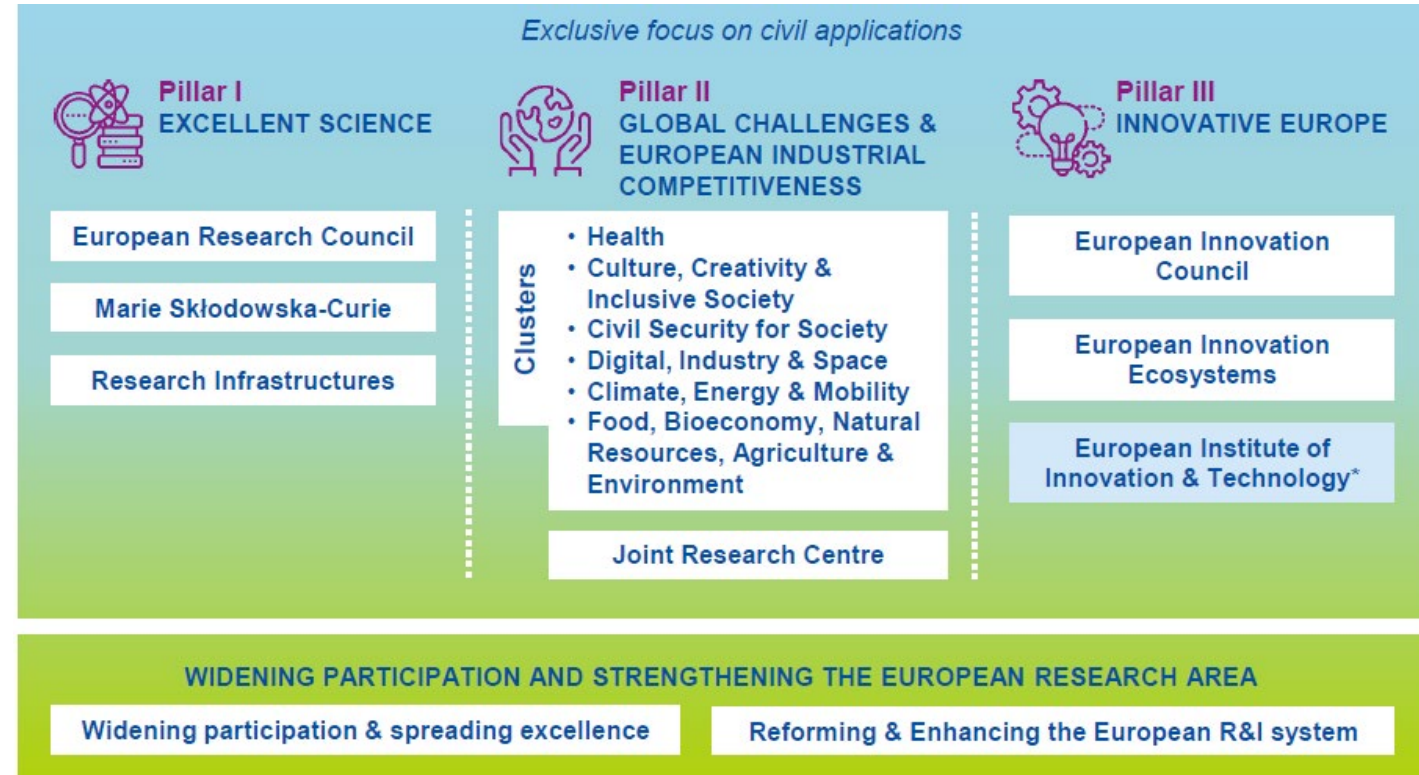 Exclusive focus on civil applications
Pillar I
EXCELLENT SCIENCE
European Research Council
Marie Skłodowska-Curie
Research Infrastructures
Pillar II
GLOBAL CHALLENGES &
EUROPEAN INDUSTRIAL
COMPETITIVENESS
Clusters
• Health
• Culture, Creativity &
Inclusive Society
• Civil Security for Society
• Digital, Industry & Space
• Climate, Energy & Mobility
• Food, Bioeconomy, Natural
Resources, Agriculture &
Environment
Joint Research Centre
Pillar III
INNOVATIVE EUROPE
European Innovation
Council
European Innovation
Ecosystems
European Institute of
Innovation & Technology*
WIDENING PARTICIPATION AND STRENGTHENING THE EUROPEAN RESEARCH AREA
Widening participation & spreading excellence
Reforming & Enhancing the European R&I system